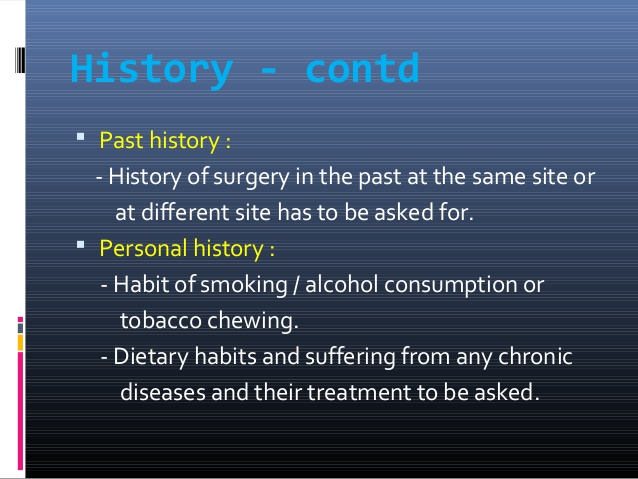 History - contd
▪ Past history :
- History of surgery in the past at the same site or
at different site has to be asked for.
▪ Personal history :
- Habit of smoking / alcohol consumption or
tobacco chewing.
- Dietary habits and suffering from any chronic
diseases and their treatment to be asked.